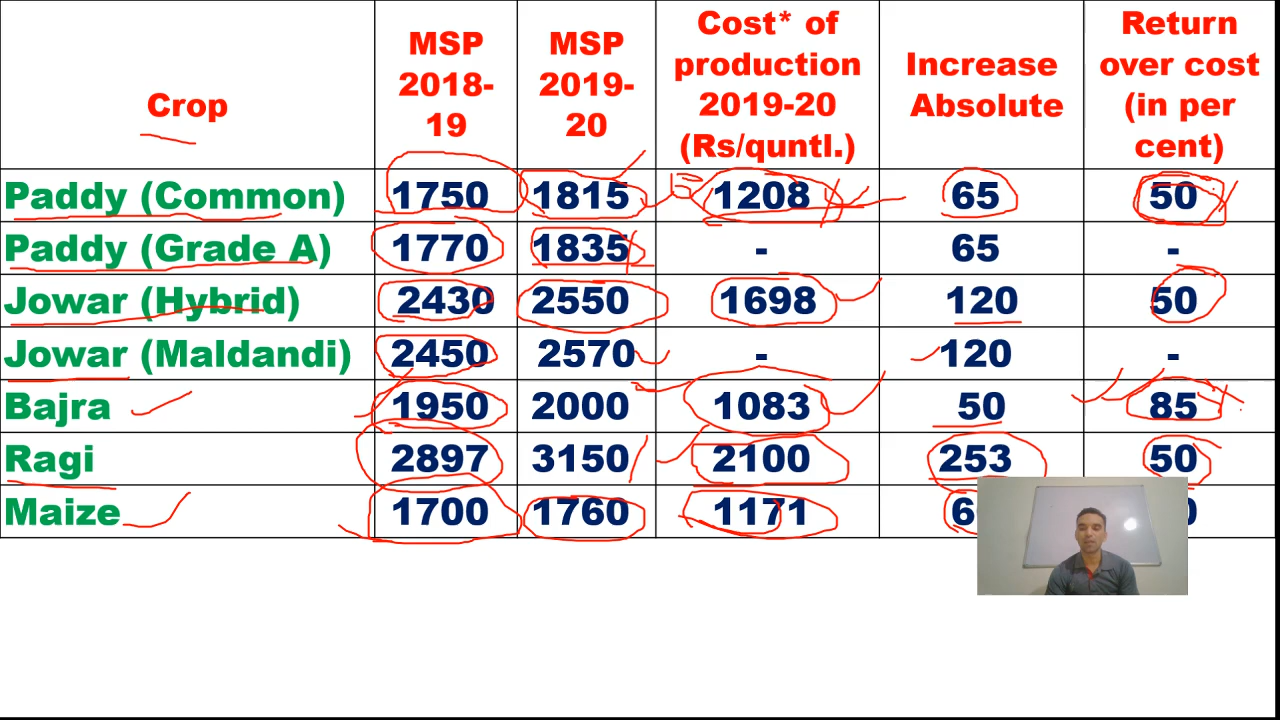 Crop MSP 2018-19 MSP 2019-20 Cost* of production 2019-20 (Rs/quntl.) Increase Absolute Return over cost (in per cent)
Paddy (Common) 1750 1815 1208 65 50
Paddy (Grade A) 1770 1835 - 65 -
Jowar (Hybrid) 2430 2550 1698 120 50
Jowar (Maldandi) 2450 2570 - 120 -
Bajra 1950 2000 1083 50 85
Ragi 2897 3150 2100 253 50
Maize 1700 1760 1171